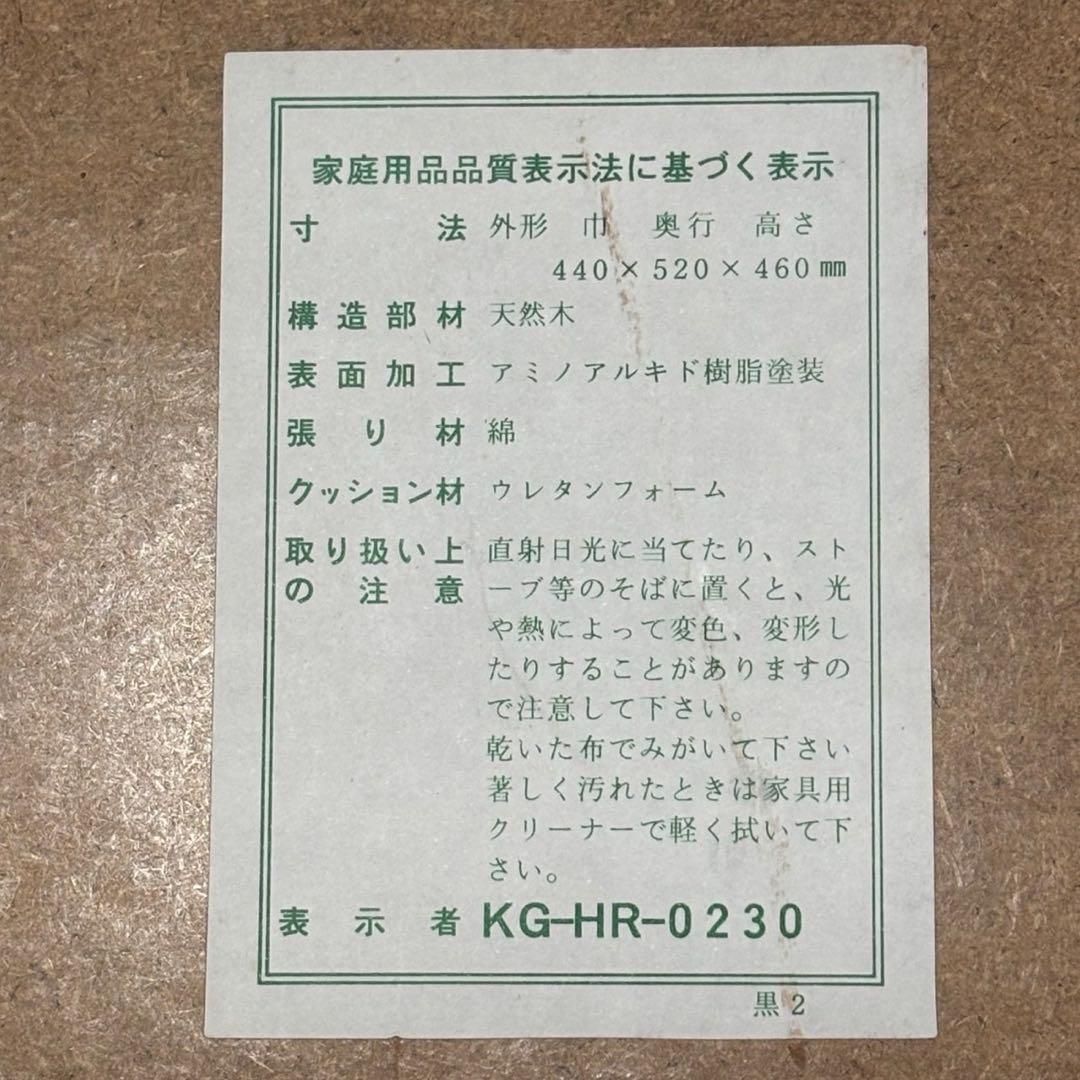 家庭用品品質表示法に基づく表示
寸法 外形 巾 奥行 高さ
440×520×460㎜
構造部材 天然木
表面加工 アミノアルキド樹脂塗装
張り材 綿
クッション材 ウレタンフォーム
取り扱い上 直射日光に当てたり、スト
の注意 ーブ等のそばに置くと、光
や熱によって変色、変形し
たりすることがありますの
で注意して下さい。
乾いた布でみがいて下さい
著しく汚れたときは家具用
クリーナーで軽く拭いて下
さい。
表示者 KG-HR-0230
黒2